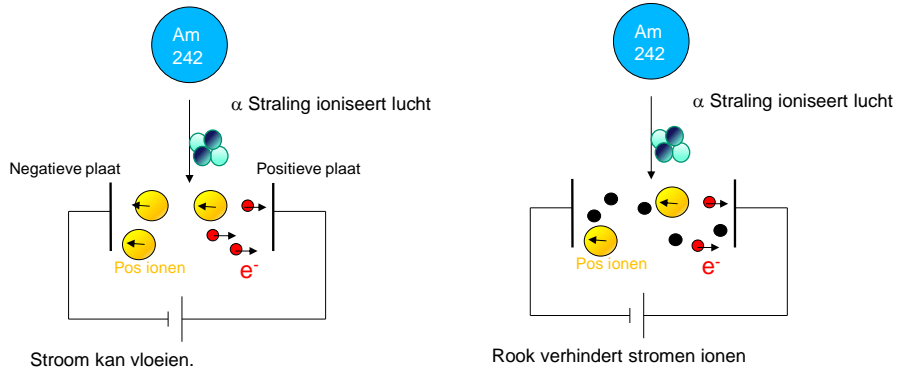 Am
242
α Straling ioniseert lucht
Negatieve plaat
Positieve plaat
Pos ionen
e-
Stroom kan vloeien.
Am
242
α Straling ioniseert lucht
Pos ionen
e-
Rook verhindert stromen ionen